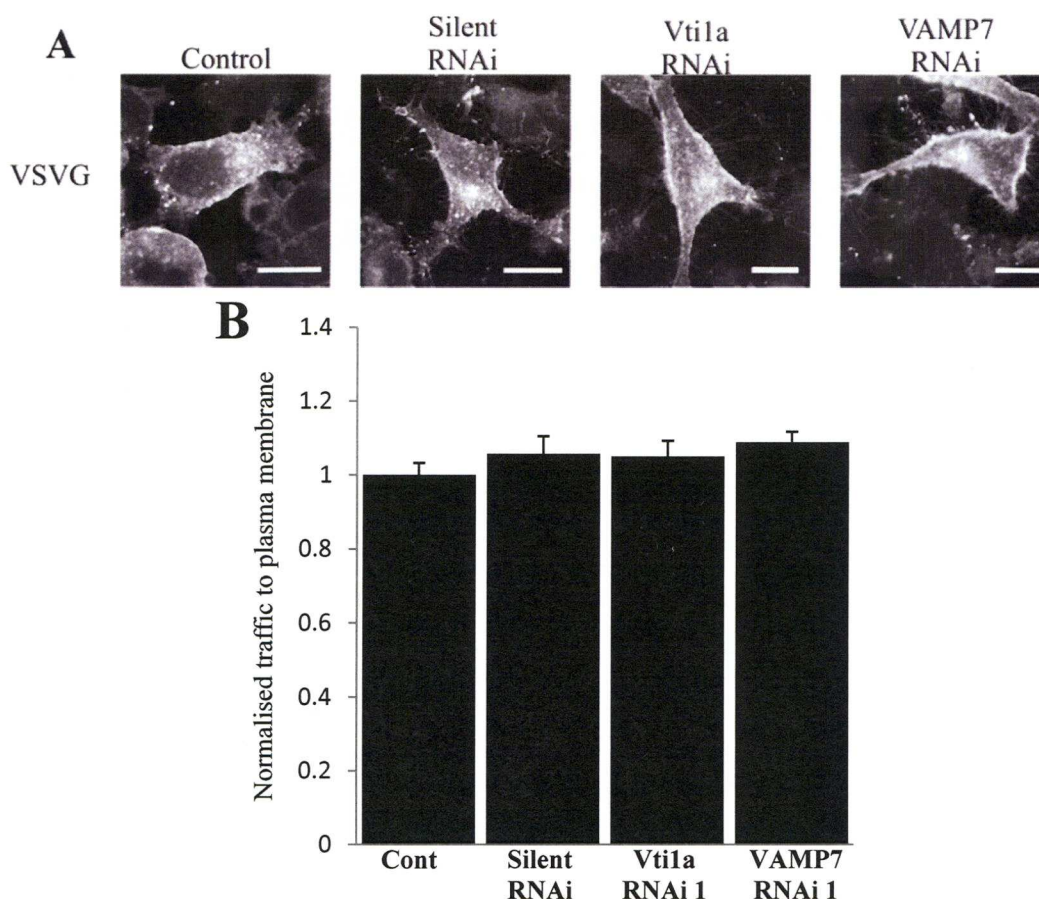 A
Control
Silent
RNAi
Vti1a
RNAi
VAMP7
RNAi
VSVG
B
Normalised traffic to plasma membrane
1.4
1.2
1
0.8
0.6
0.4
0.2
0
Cont
Silent
RNAi
Vti1a
RNAi 1
VAMP7
RNAi 1